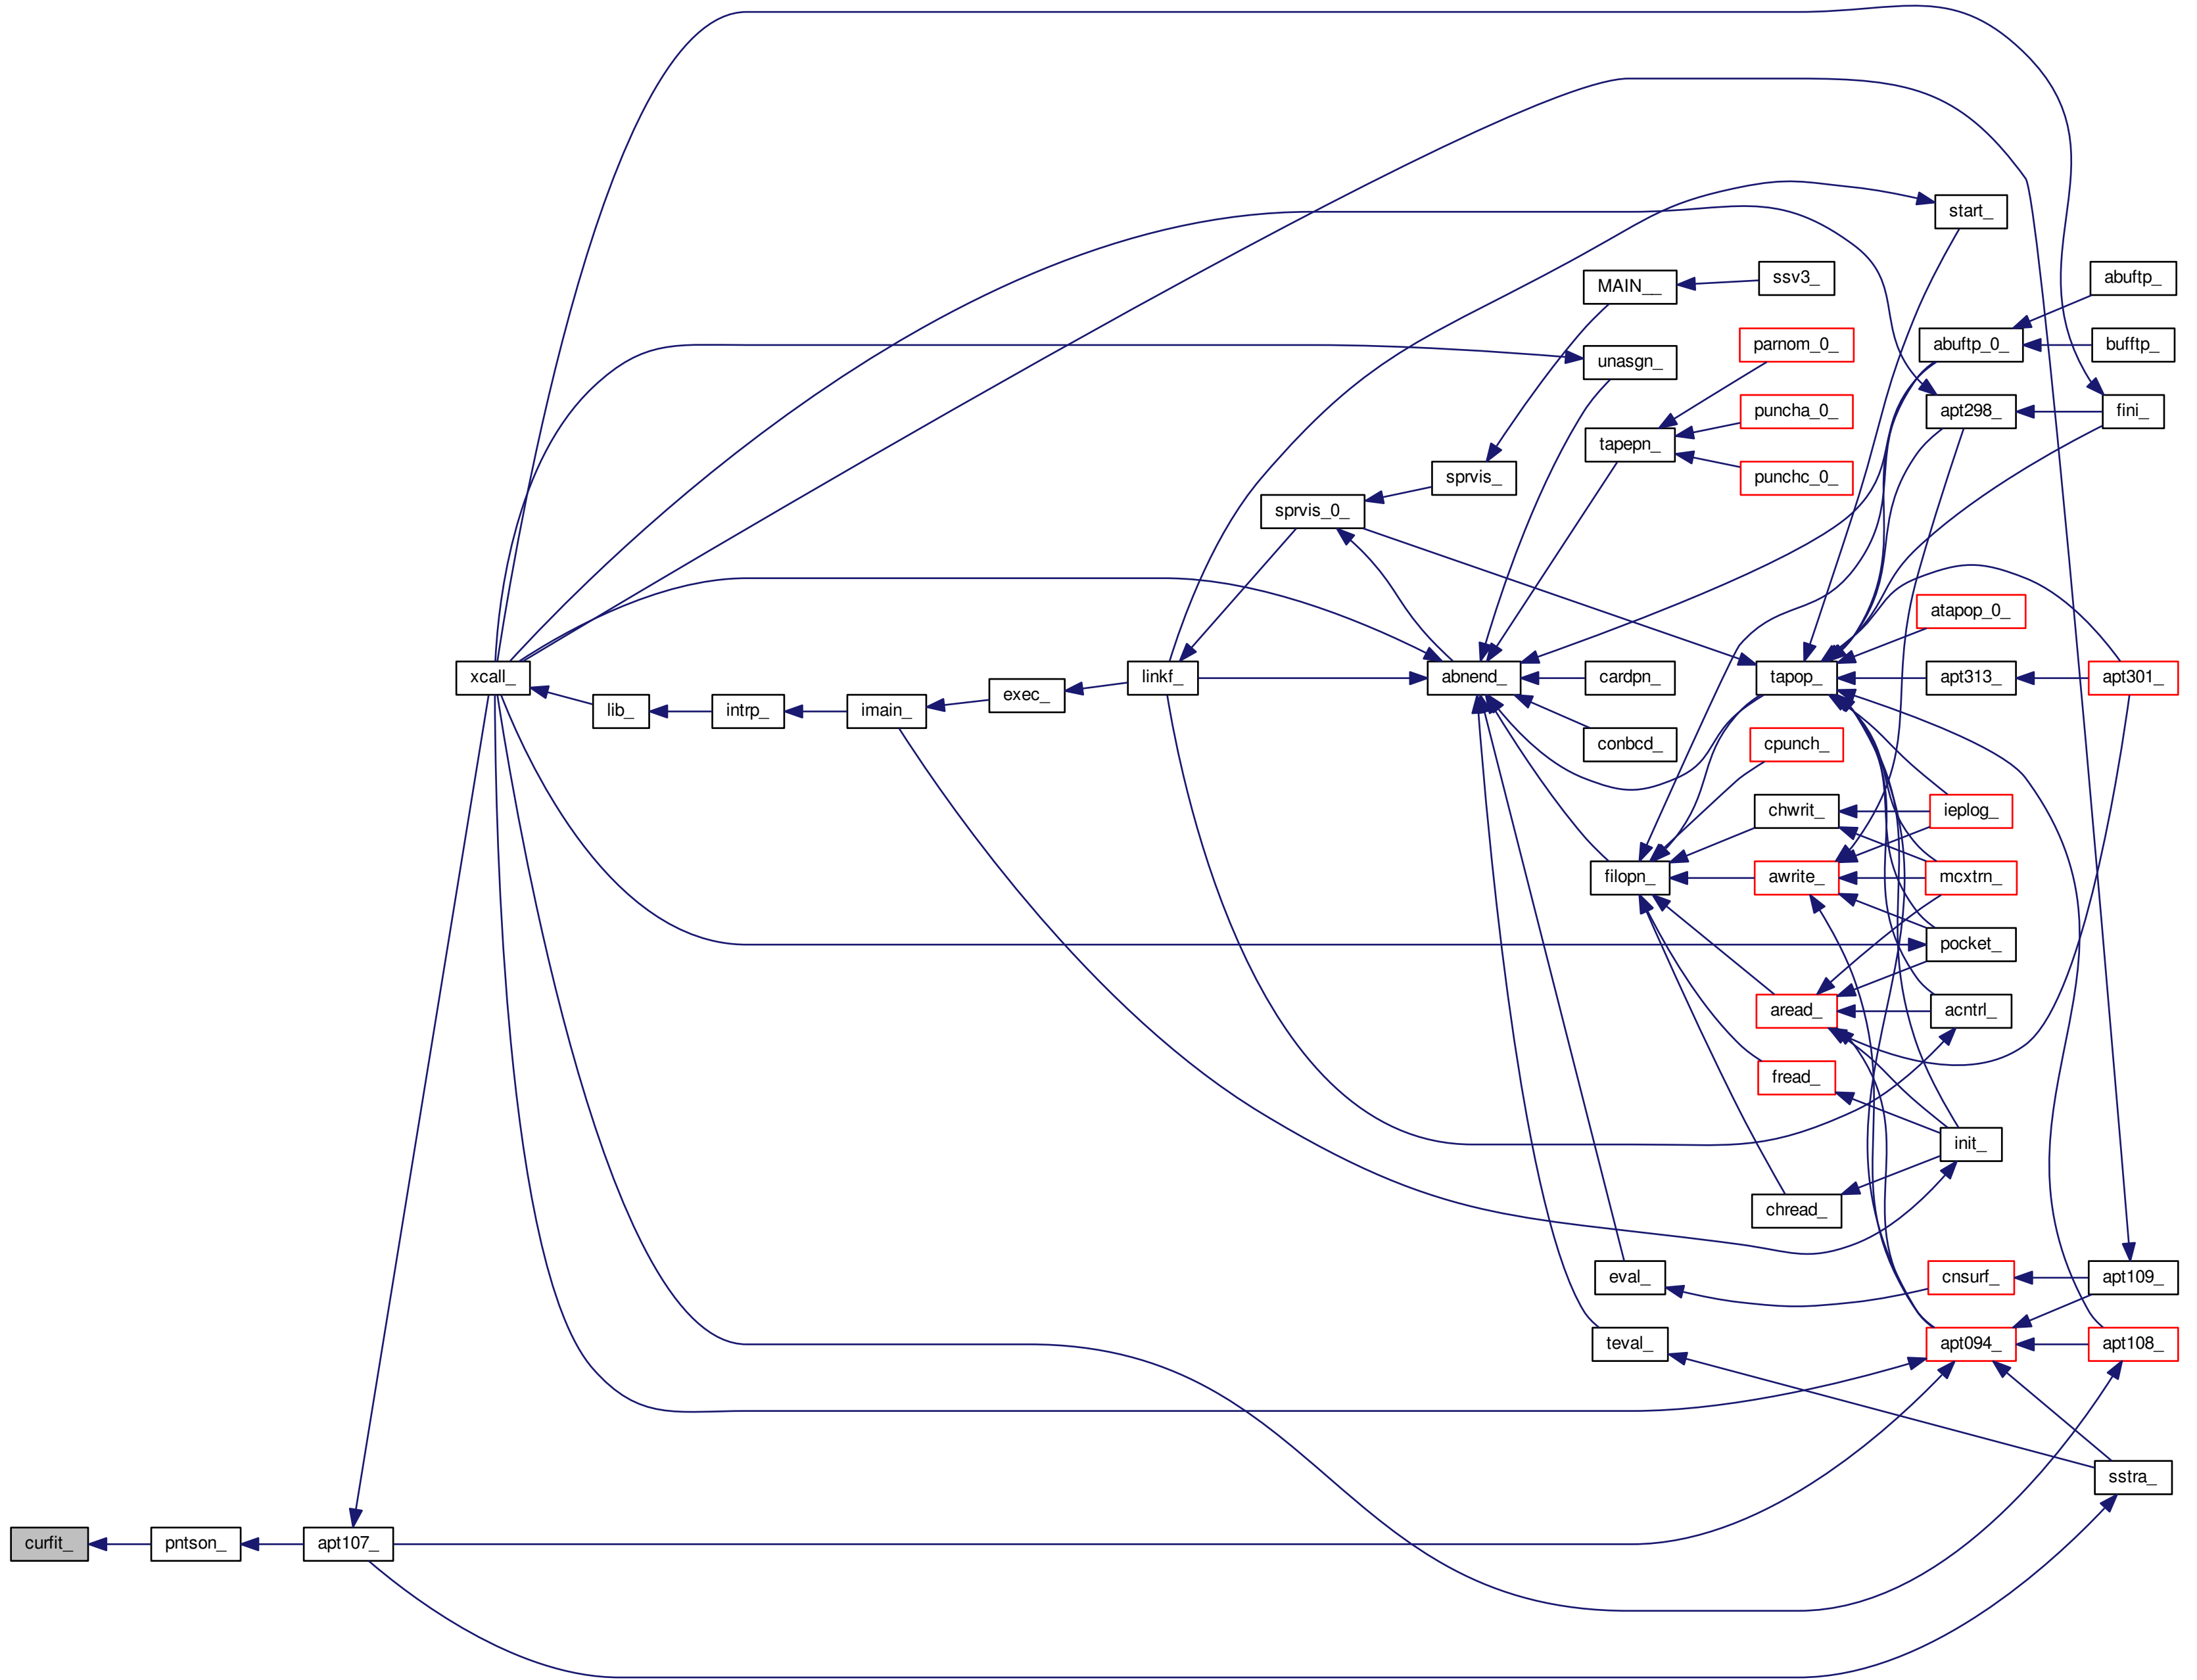 start_
abuftp_
ssv3_
MAIN__
abuftp_0_
bufftp_
parnom_0_
unasgn_
puncha_0_
apt298_
fini_
tapepn_
punchc_0_
sprvis_
sprvis_0_
atapop_0_
xcall_
linkf_
abnend_
cardpn_
tapop_
apt313_
apt301_
exec_
lib_
intrp_
imain_
conbcd_
cpunch_
chwrit_
ieplog_
filopn_
awrite_
mcxtrn_
pocket_
aread_
acntrl_
fread_
init_
chread_
eval_
cnsurf_
apt109_
teval_
apt094_
apt108_
sstra_
curfit_
pntson_
apt107_